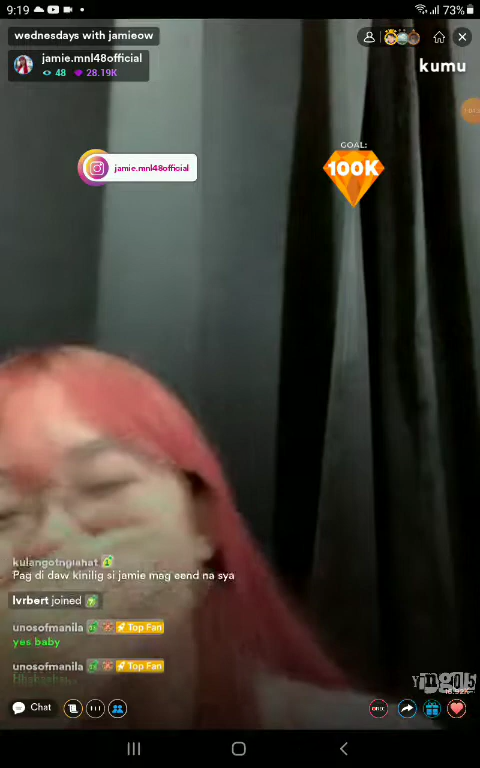 9:19
73%
wednesdays with jamieow
jamie.mnl48official
48 28.19K
kumu
GOAL:
100K
jamie.mnl48official
kulangotngiahat
Pag di daw kinilig si jamie mag eend na sya
lvrbert joined
unosofmanila Top Fan
yes baby
unosofmanila Top Fan
Chat